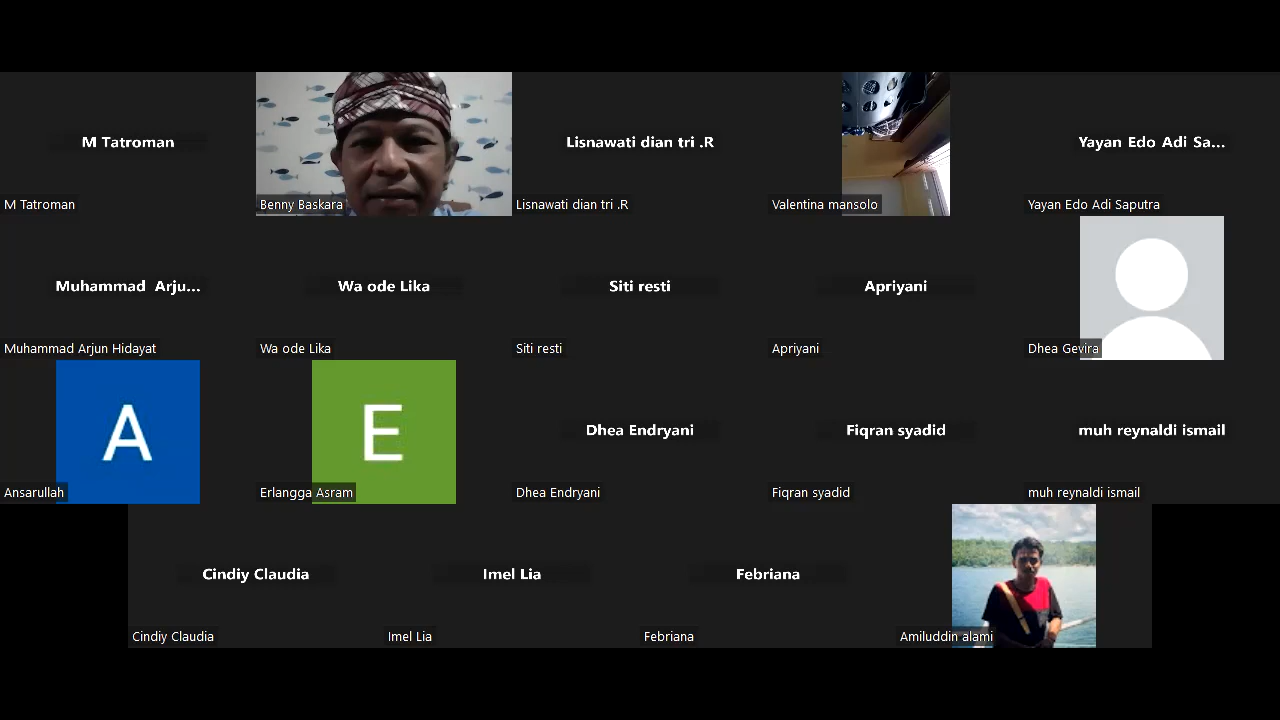 M Tatroman
M Tatroman
Benny Baskara
Lisnawati dian tri .R
Lisnawati dian tri .R
Valentina mansolo
Yayan Edo Adi Sa...
Yayan Edo Adi Saputra
Muhammad Arju...
Muhammad Arjun Hidayat
Wa ode Lika
Wa ode Lika
Siti resti
Siti resti
Apriyani
Apriyani
Dhea Gevira
A
Ansarullah
E
Erlangga Asram
Dhea Endryani
Dhea Endryani
Fiqran syadid
Fiqran syadid
muh reynaldi ismail
muh reynaldi ismail
Cindiy Claudia
Cindiy Claudia
Imel Lia
Imel Lia
Febriana
Febriana
Amiluddin alami